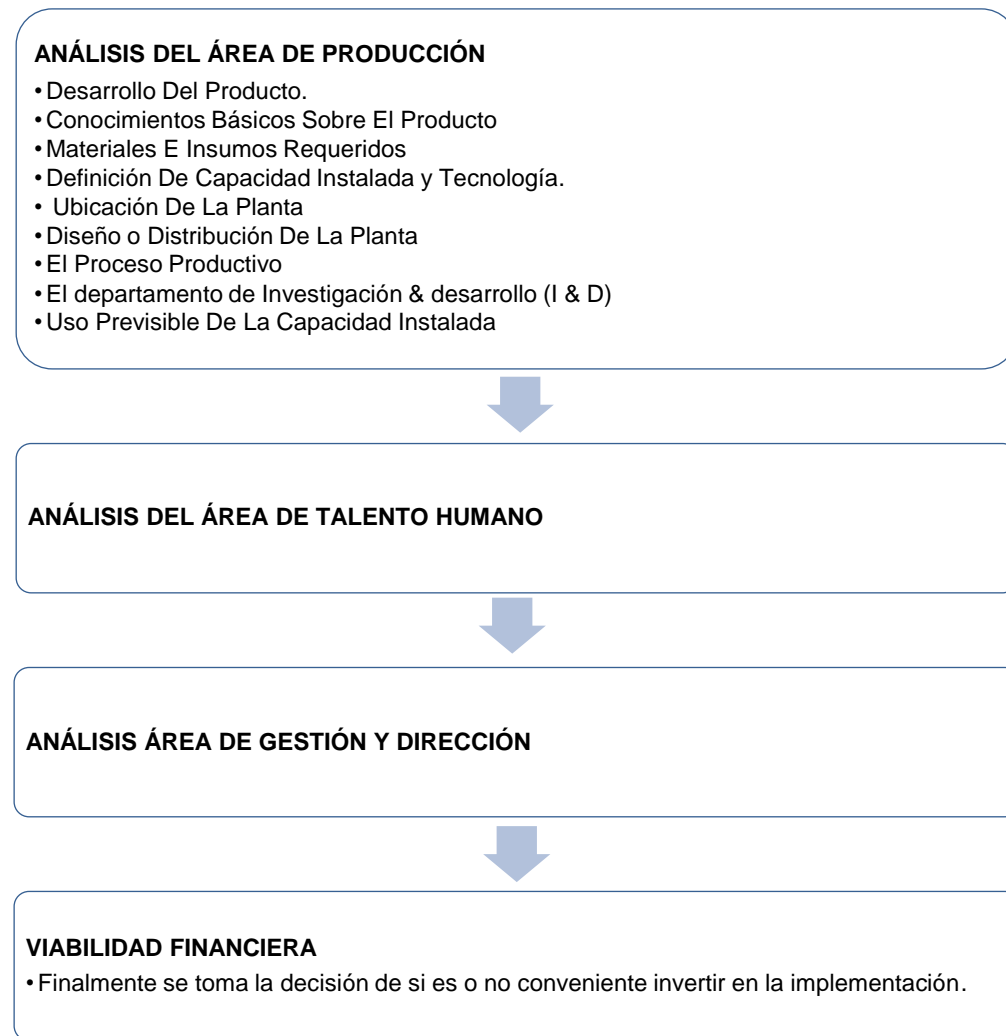 ANÁLISIS DEL ÁREA DE PRODUCCIÓN
• Desarrollo Del Producto.
• Conocimientos Básicos Sobre El Producto
• Materiales E Insumos Requeridos
• Definición De Capacidad Instalada y Tecnología.
• Ubicación De La Planta
• Diseño o Distribución De La Planta
• El Proceso Productivo
• El departamento de Investigación & desarrollo (I & D)
• Uso Previsible De La Capacidad Instalada
ANÁLISIS DEL ÁREA DE TALENTO HUMANO
ANÁLISIS ÁREA DE GESTIÓN Y DIRECCIÓN
VIABILIDAD FINANCIERA
• Finalmente se toma la decisión de si es o no conveniente invertir en la implementación.